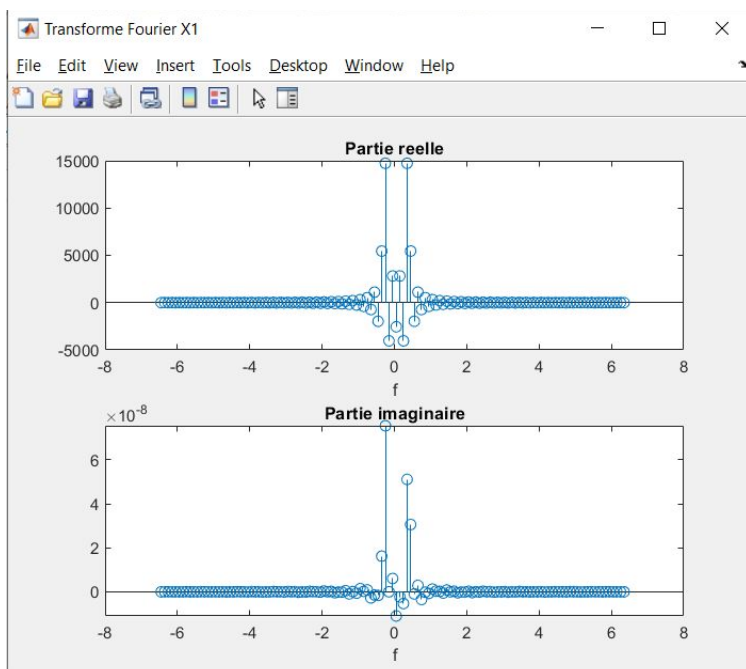 Transforme Fourier X1
File Edit View Insert Tools Desktop Window Help
Partie reelle
15000
10000
5000
0
-5000
-8 -6 -4 -2 0 2 4 6 8
f
×10⁻⁸
Partie imaginaire
6
4
2
0
-8 -6 -4 -2 0 2 4 6 8
f